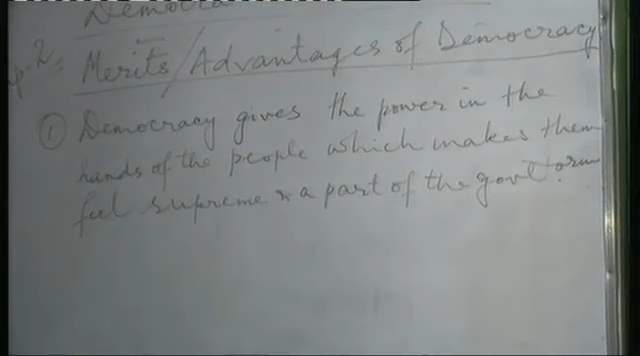 Democra
Merits/Advantages of Democracy
① Democracy gives the power in the
hands of the people which makes them
feel supreme & a part of the govt